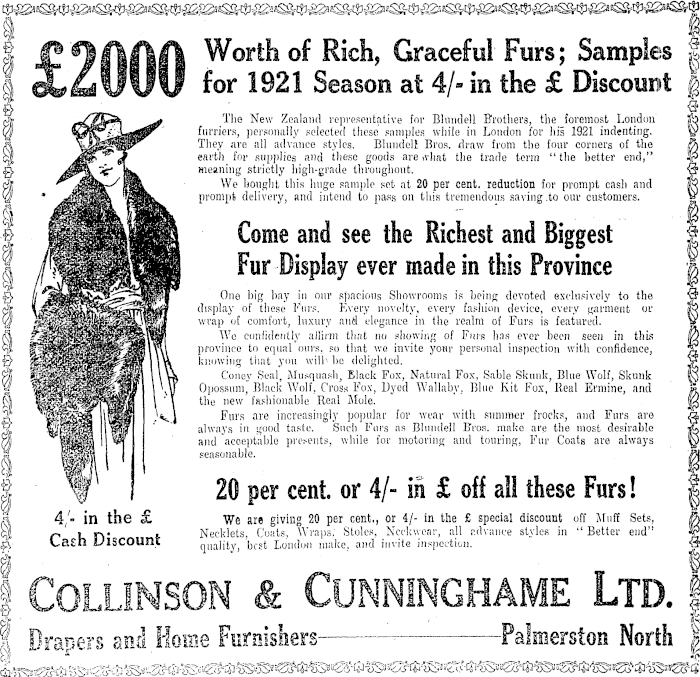 £2000 Worth of Rich, Graceful Furs; Samples
for 1921 Season at 4/- in the £ Discount
The New Zealand representative for Blundell Brothers, the foremost London
furriers, personally selected these samples while in London for his 1921 indenting.
They are all advance styles. Blundell Bros. draw from the four corners of the
earth for supplies and these goods are what the trade term "the better end,"
meaning strictly high-grade throughout.
We bought this huge sample set at 20 per cent. reduction for prompt cash and
prompt delivery, and intend to pass on this tremendous saving to our customers.
Come and see the Richest and Biggest
Fur Display ever made in this Province
One big bay in our spacious Showrooms is being devoted exclusively to the
display of these Furs. Every novelty, every fashion device, every garment or
wrap of comfort, luxury and elegance in the realm of Furs is featured.
We confidently affirm that no showing of Furs has ever been seen in this
province to equal ours, so that we invite your personal inspection with confidence,
knowing that you will be delighted.
Coney Seal, Musquash, Black Fox, Natural Fox, Sable Skunk, Blue Wolf, Skunk
Opossum, Black Wolf, Cross Fox, Dyed Wallaby, Blue Kit Fox, Real Ermine, and
the new fashionable Real Mole.
Furs are increasingly popular for wear with summer frocks, and Furs are
always in good taste. Such Furs as Blundell Bros. make are the most desirable
and acceptable presents, while for motoring and touring, Fur Coats are always
seasonable.
20 per cent. or 4/- in £ off all these Furs!
4/- in the £
Cash Discount
We are giving 20 per cent., or 4/- in the £ special discount off Muff Sets,
Necklets, Coats, Wraps, Stoles, Neckwear, all advance styles in "Better end"
quality, best London make, and invite inspection.
COLLINSON & CUNNINGHAME LTD.
Drapers and Home Furnishers—Palmerston North